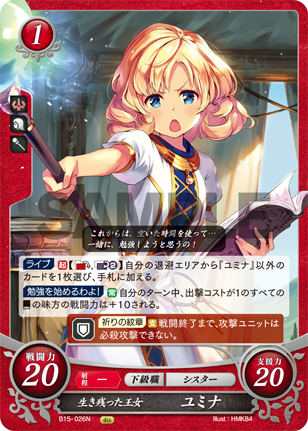 1
SAMPLE
これからは、空いた時間を使って…
一緒に、勉強しようと思うの!
ライブ 起 自分の退避エリアから『ユミナ』以外の
カードを1枚選び、手札に加える。
勉強を始めるわよ! 常 自分のターン中、出撃コストが1のすべての
の味方の戦闘力は+10される。
祈りの紋章 支 戦闘終了まで、攻撃ユニットは
必殺攻撃できない。
戦闘力
20
射程 一 下級職 シスター
生き残った王女 ユミナ
支援力
20
B15-026N
Illust : HMK84